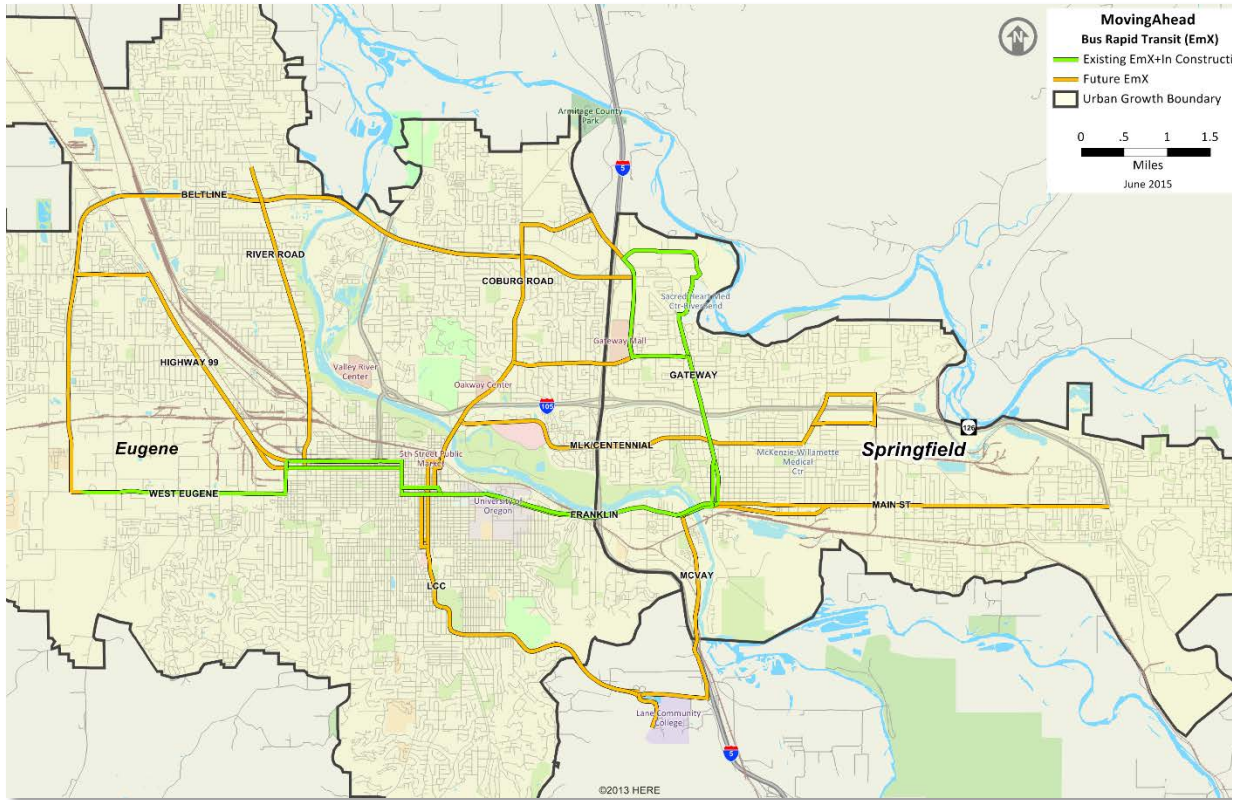 MovingAhead
Bus Rapid Transit (EmX)
Existing EmX+In Constructi
Future EmX
Urban Growth Boundary
0 .5 1 1.5
Miles
June 2015
N
Armitage County
Park
5
BELTLINE
RIVER ROAD
COBURG ROAD
Sacred Heart Med
Ctr-Riverbend
Gateway Mall
HIGHWAY 99
Valley River
Center
GATEWAY
Oakway Center
105
126
Eugene
5th Street Public
Market
MLK/CENTENNIAL
McKenzie-Willamette
Medical
Ctr
Springfield
WEST EUGENE
University of
Oregon
FRANKLIN
MAIN ST
LCC
MCVAY
Lane Community
College
5
©2013 HERE